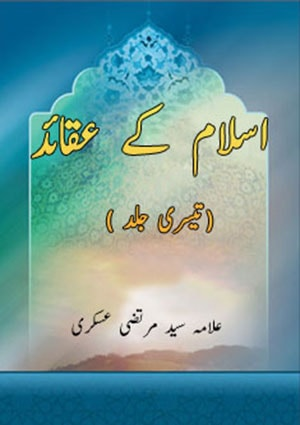 اسلام کے عقائد
(تیسری جلد )
علامہ سید مرتضی عسکری